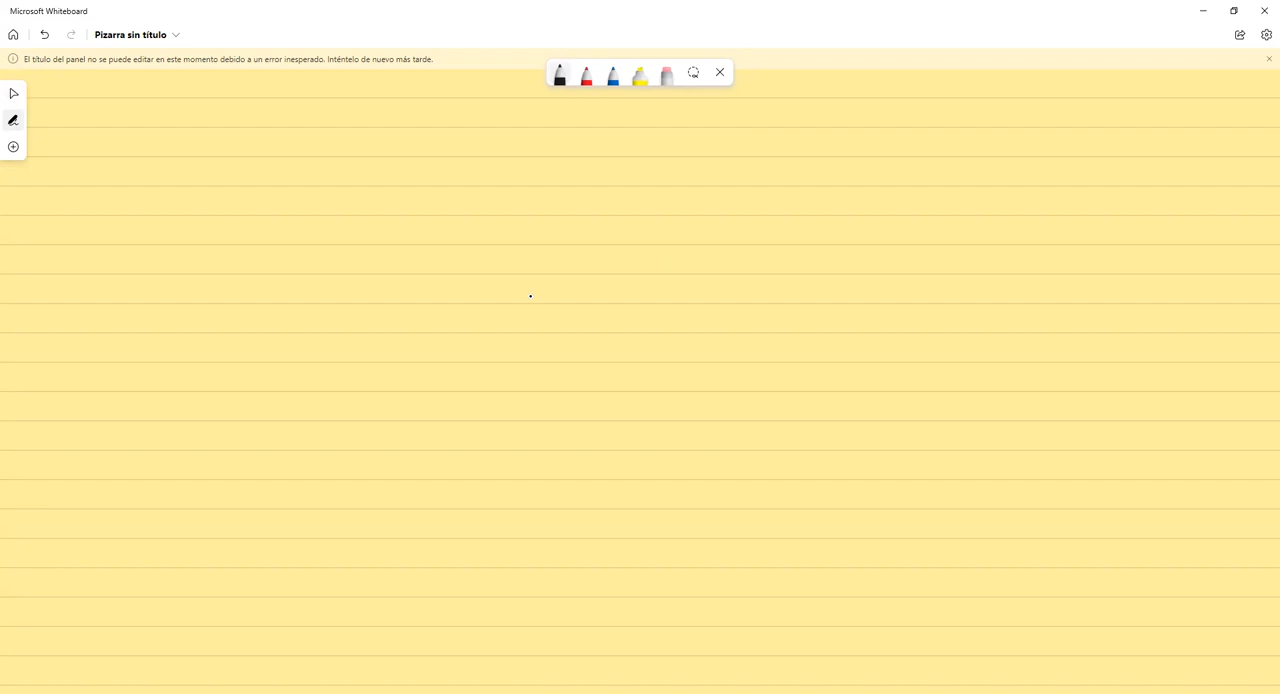 Microsoft Whiteboard
Pizarra sin título
El título del panel no se puede editar en este momento debido a un error inesperado. Inténtelo de nuevo más tarde.